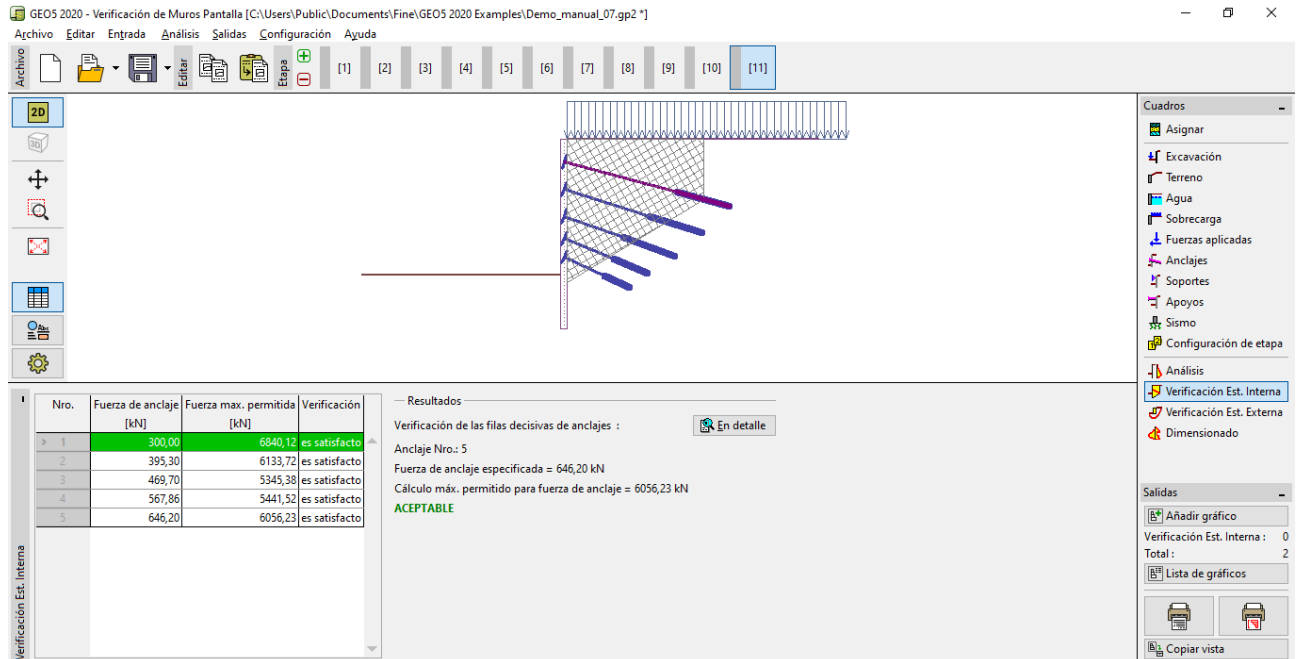 GEO5 2020 - Verificación de Muros Pantalla [C:\Users\Public\Documents\Fine\GEO5 2020 Examples\Demo_manual_07.gp2 *]
Archivo Editar Entrada Análisis Salidas Configuración Ayuda
Archivo Editar Etapa [1] [2] [3] [4] [5] [6] [7] [8] [9] [10] [11]
2D
3D
Cuadros
Asignar
Excavación
Terreno
Agua
Sobrecarga
Fuerzas aplicadas
Anclajes
Soportes
Apoyos
Sismo
Configuración de etapa
Análisis
Verificación Est. Interna
Verificación Est. Externa
Dimensionado
Nro. Fuerza de anclaje Fuerza max. permitida Verificación
[kN] [kN]
> 1 300,00 6840,12 es satisfacto
2 395,30 6133,72 es satisfacto
3 469,70 5345,38 es satisfacto
4 567,86 5441,52 es satisfacto
5 646,20 6056,23 es satisfacto
Resultados
Verificación de las filas decisivas de anclajes : En detalle
Anclaje Nro.: 5
Fuerza de anclaje especificada = 646,20 kN
Cálculo máx. permitido para fuerza de anclaje = 6056,23 kN
ACEPTABLE
Verificación Est. Interna
Salidas
Añadir gráfico
Verificación Est. Interna : 0
Total : 2
Lista de gráficos
Copiar vista